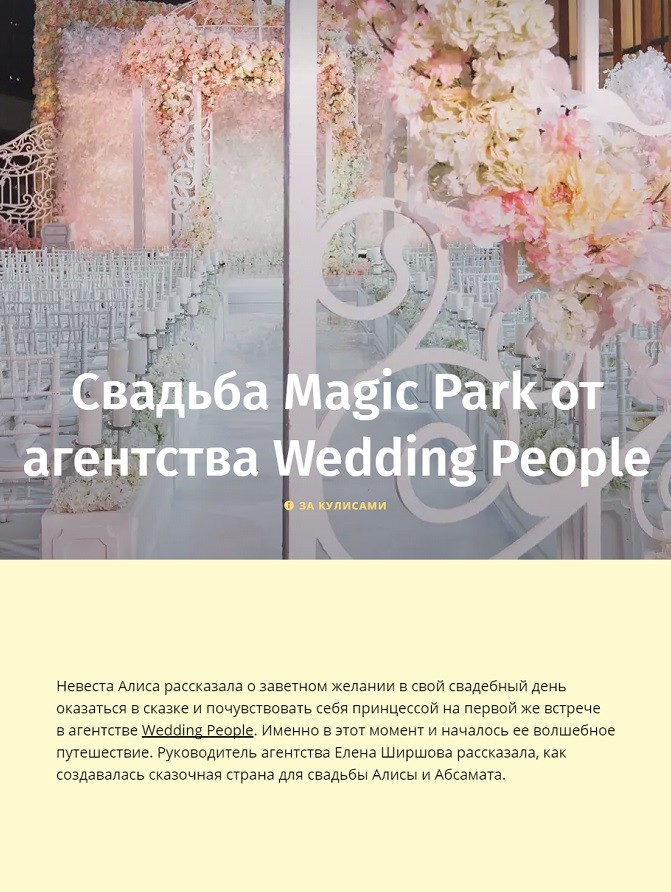 Свадьба Magic Park от
агентства Wedding People
ЗА КУЛИСАМИ
Невеста Алиса рассказала о заветном желании в свой свадебный день
оказаться в сказке и почувствовать себя принцессой на первой же встрече
в агентстве Wedding People. Именно в этот момент и началось ее волшебное
путешествие. Руководитель агентства Елена Ширшова рассказала, как
создавалась сказочная страна для свадьбы Алисы и Абсамата.